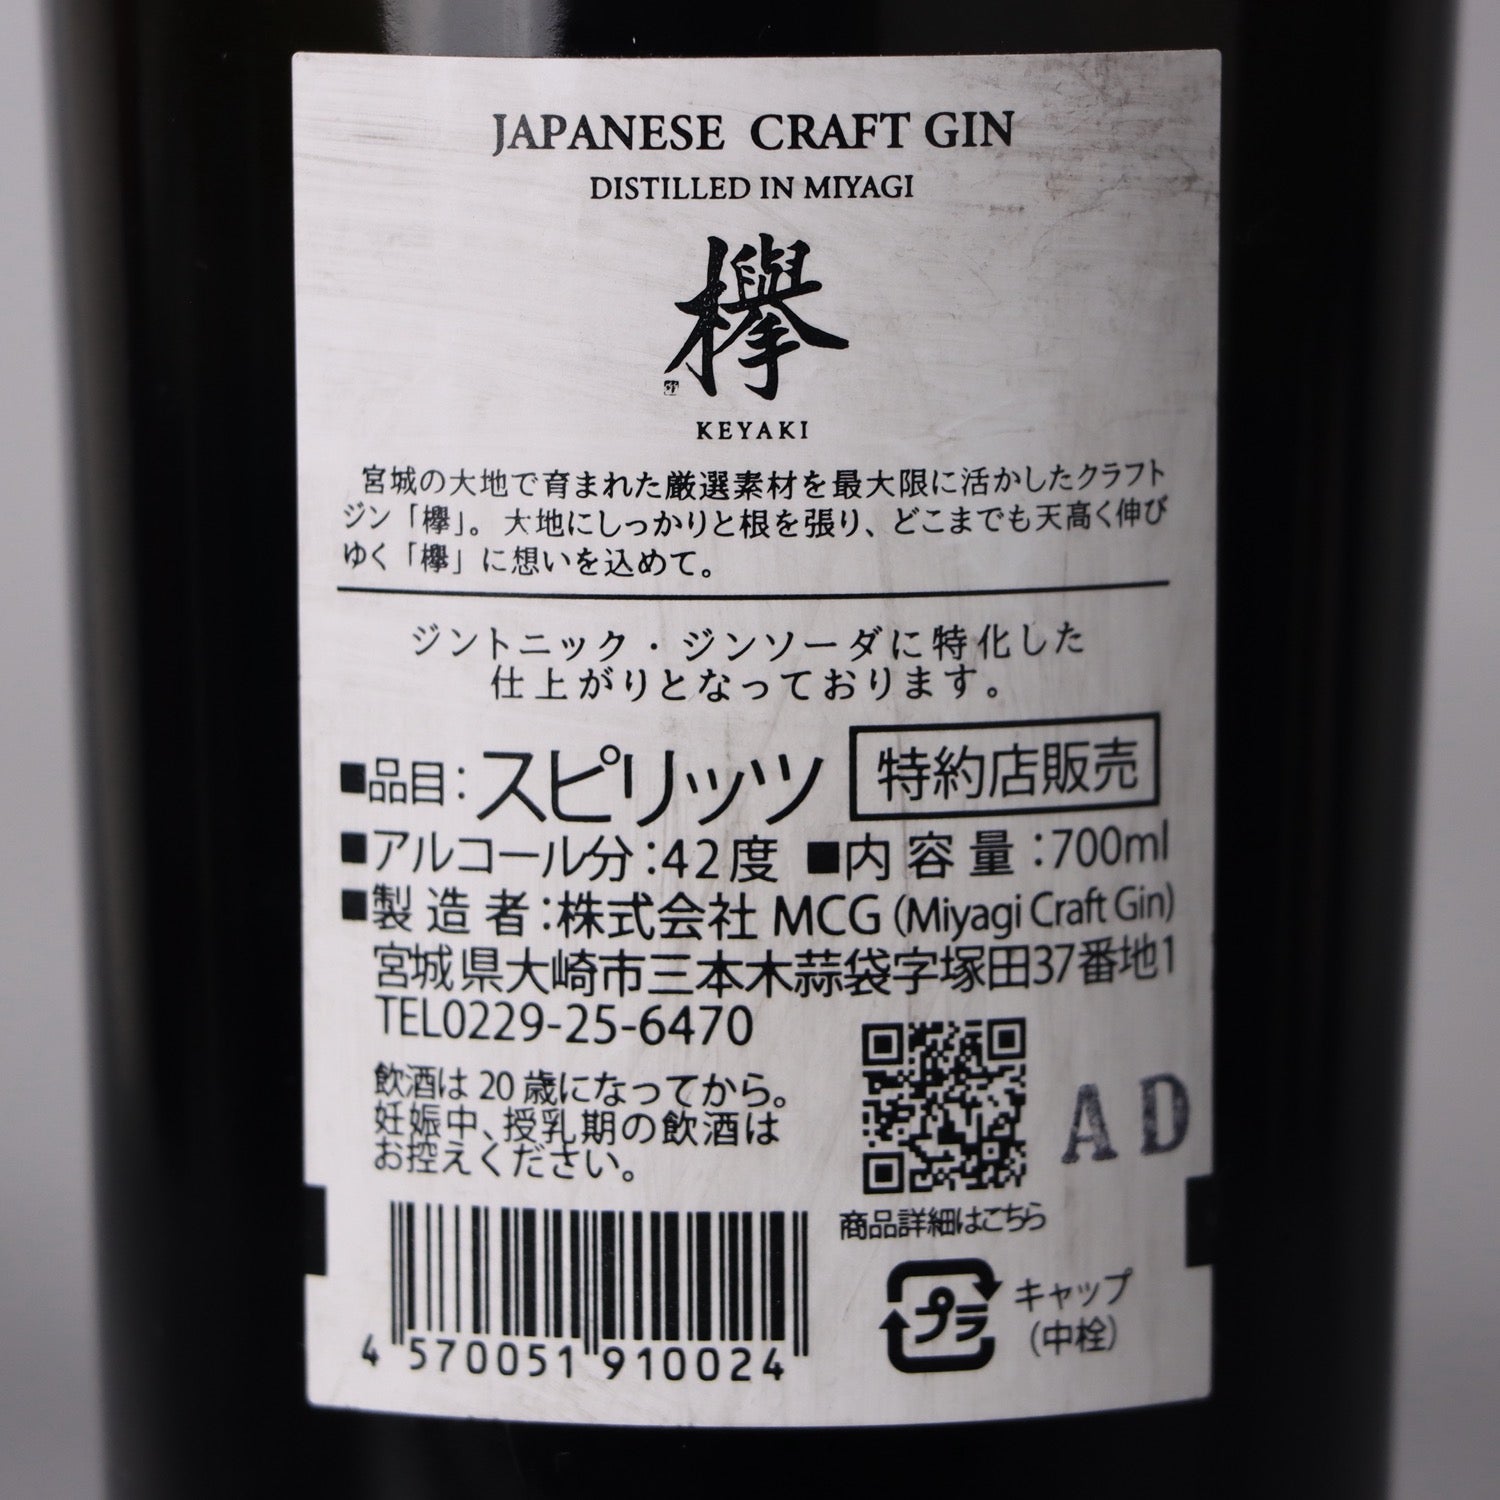 JAPANESE CRAFT GIN
DISTILLED IN MIYAGI
欅
KEYAKI
宮城の大地で育まれた厳選素材を最大限に活かしたクラフト
ジン「欅」。大地にしっかりと根を張り、どこまでも天高く伸び
ゆく「欅」に想いを込めて。
ジントニック・ジンソーダに特化した
仕上がりとなっております。
■品目:スピリッツ 特約店販売
■アルコール分:42度 ■内容量:700ml
■製造者:株式会社 MCG (Miyagi Craft Gin)
宮城県大崎市三本木蒜袋字塚田37番地1
TEL0229-25-6470
飲酒は 20 歳になってから。
妊娠中、授乳期の飲酒は
お控えください。
AD
商品詳細はこちら
プラ
キャップ
(中栓)
4 570051 910024